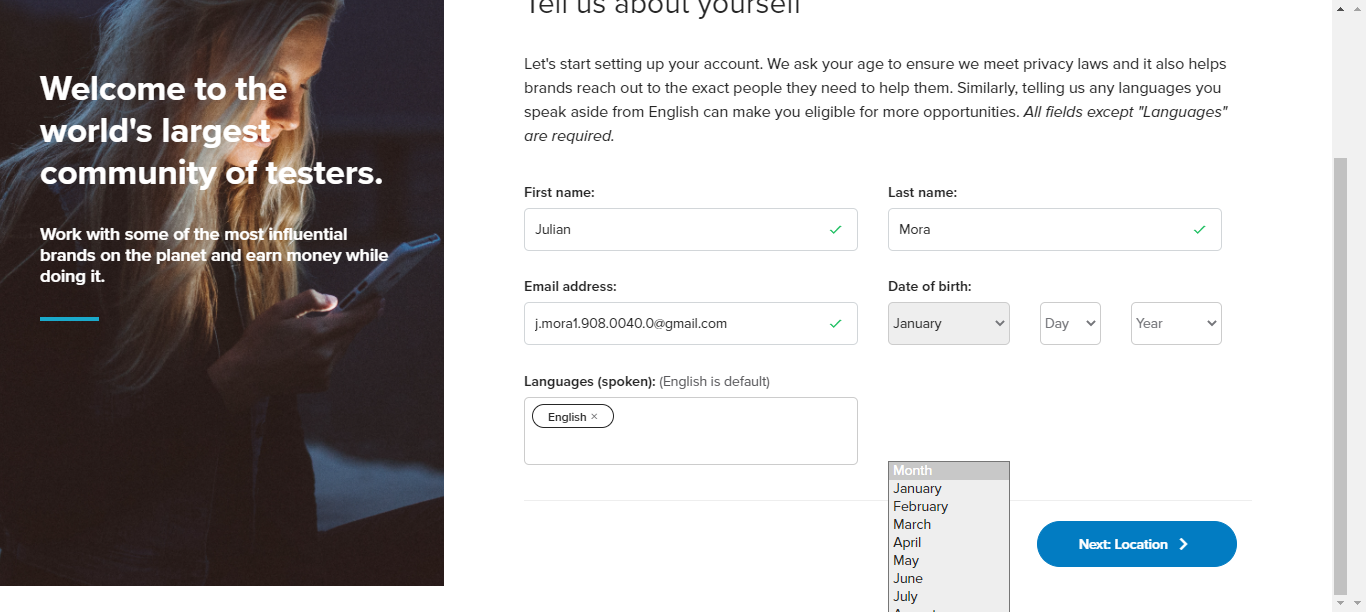 Tell us about yourself
Welcome to the
world's largest
community of testers.
Work with some of the most influential
brands on the planet and earn money while
doing it.
Let's start setting up your account. We ask your age to ensure we meet privacy laws and it also helps
brands reach out to the exact people they need to help them. Similarly, telling us any languages you
speak aside from English can make you eligible for more opportunities. All fields except "Languages"
are required.
First name:
Last name:
Julian
Mora
Email address:
Date of birth:
j.mora1.908.0040.0@gmail.com
January
Day
Year
Languages (spoken): (English is default)
English ×
Month
January
February
March
April
May
June
July
Next: Location